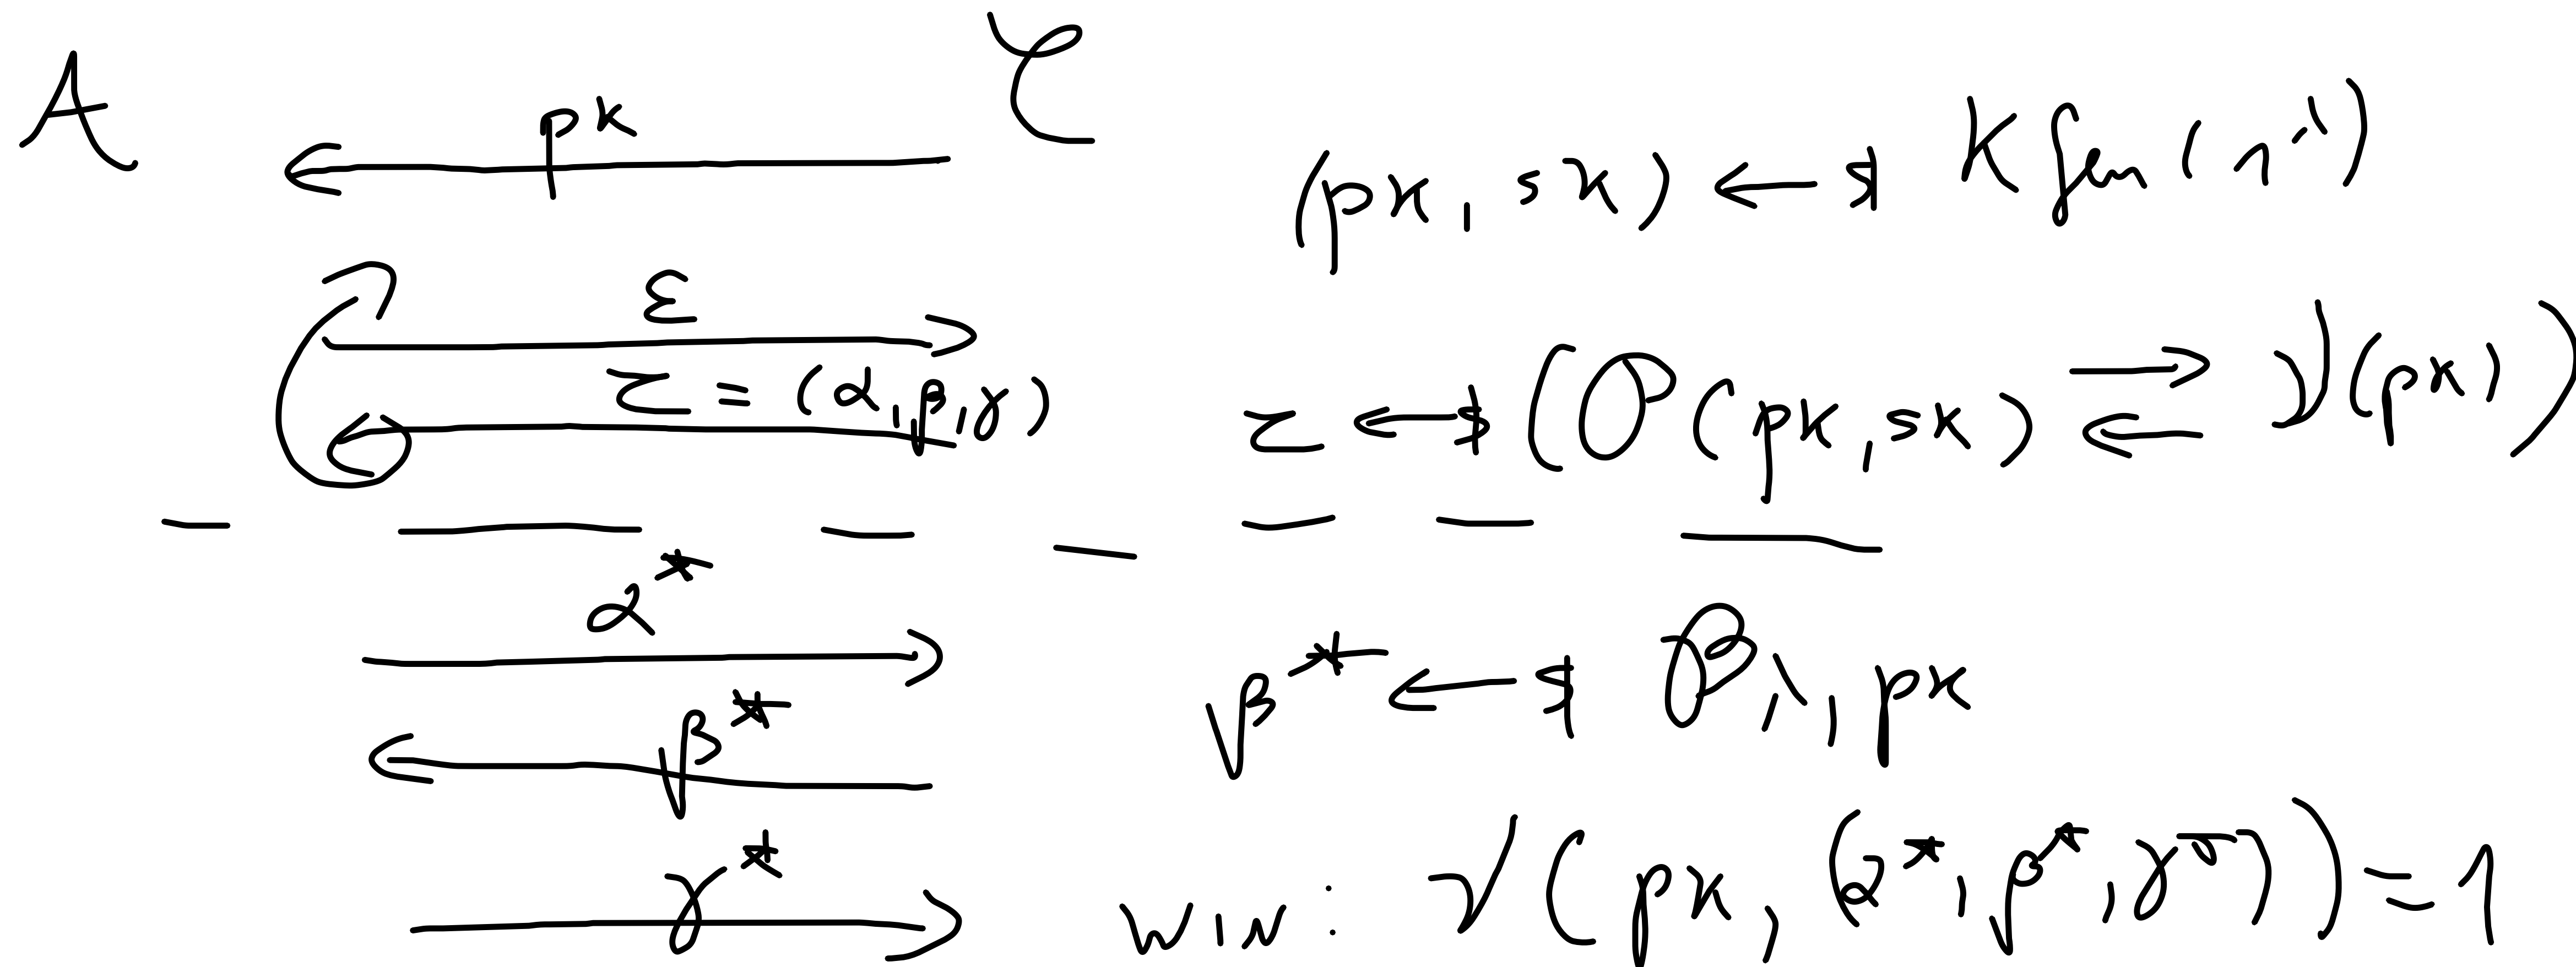 A C
pk
(pk, sk) ←$ KGen(1^λ)
ε
τ = (α, β, γ)
τ ←$ (P(pk, sk) ⇄ V(pk))
α*
β*
β* ←$ B_λ, pk
γ*
win: V(pk, (α*, β*, γ*)) = 1